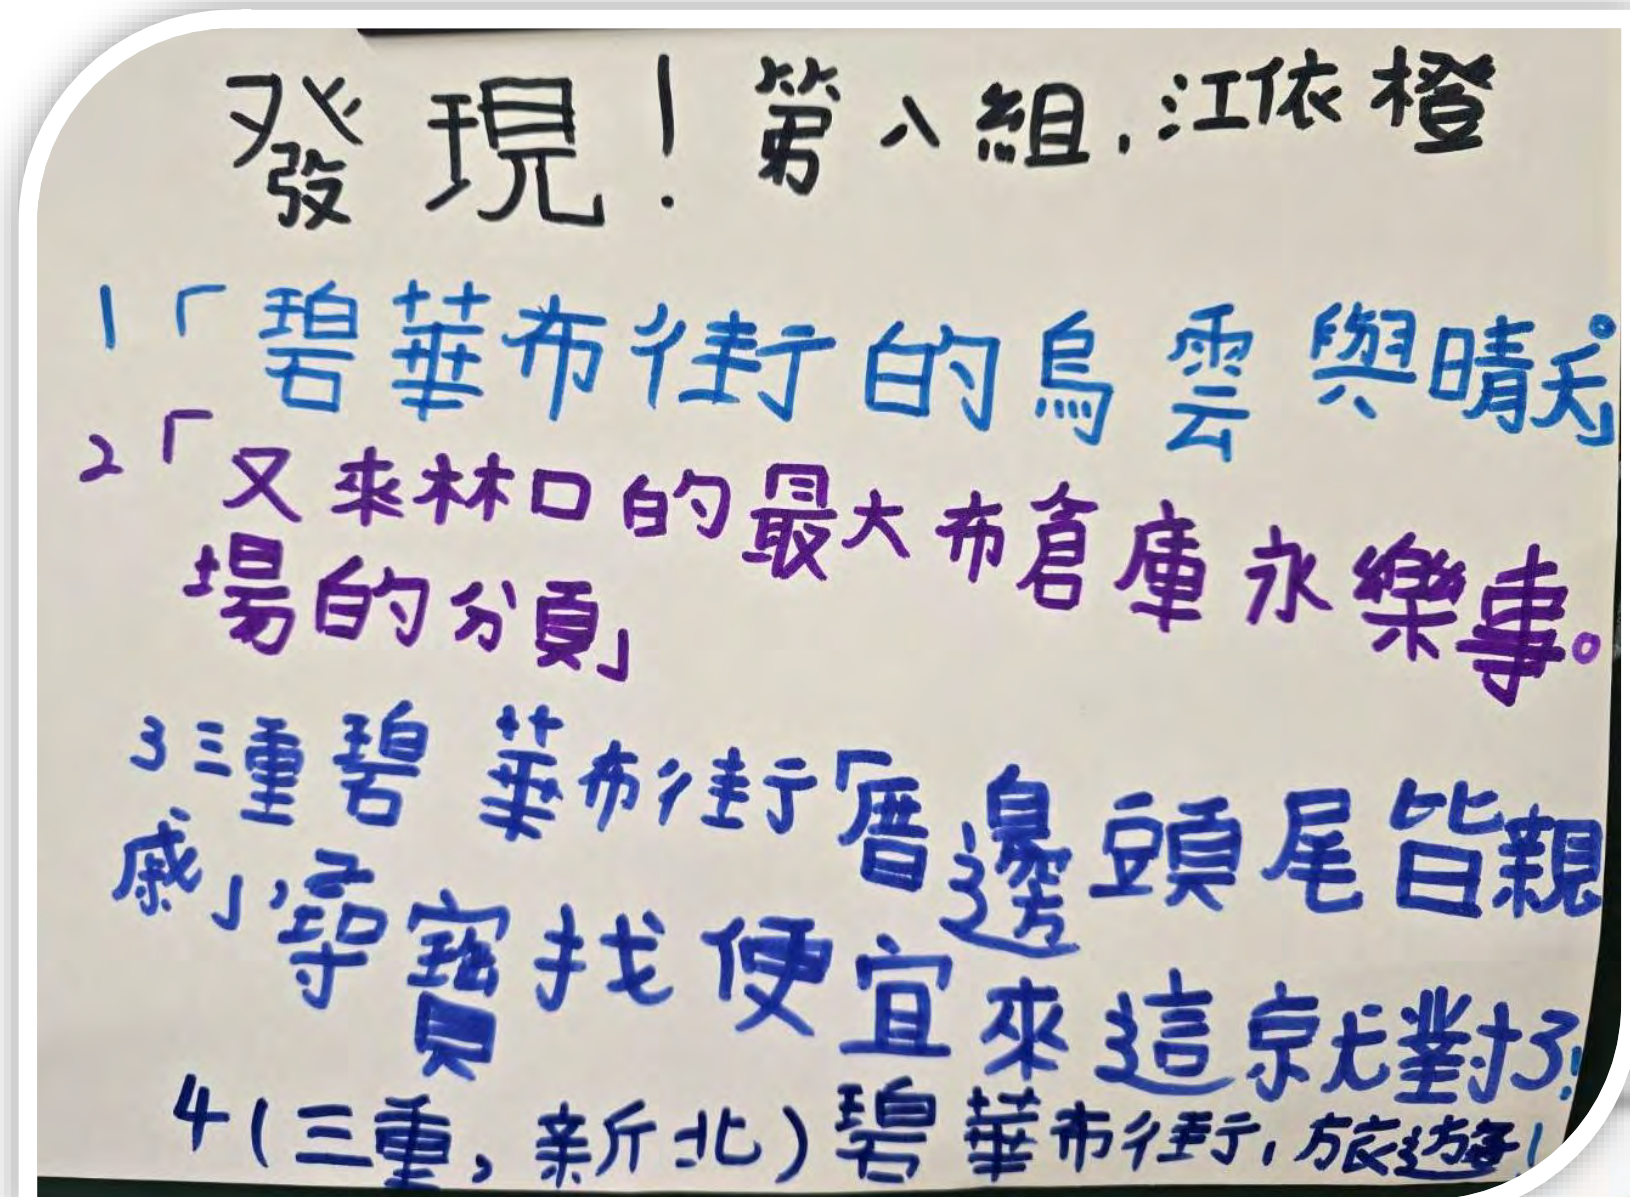 發現！第八組,江依橙
1「碧華布街的烏雲與晴天」。
2「又來林口的最大布倉庫永樂事。
場的分頁」
3三重碧華布街「厝邊頭尾皆親
戚」,尋寶找便宜來這就對了!
4(三重,新北)碧華布街,旅遊!